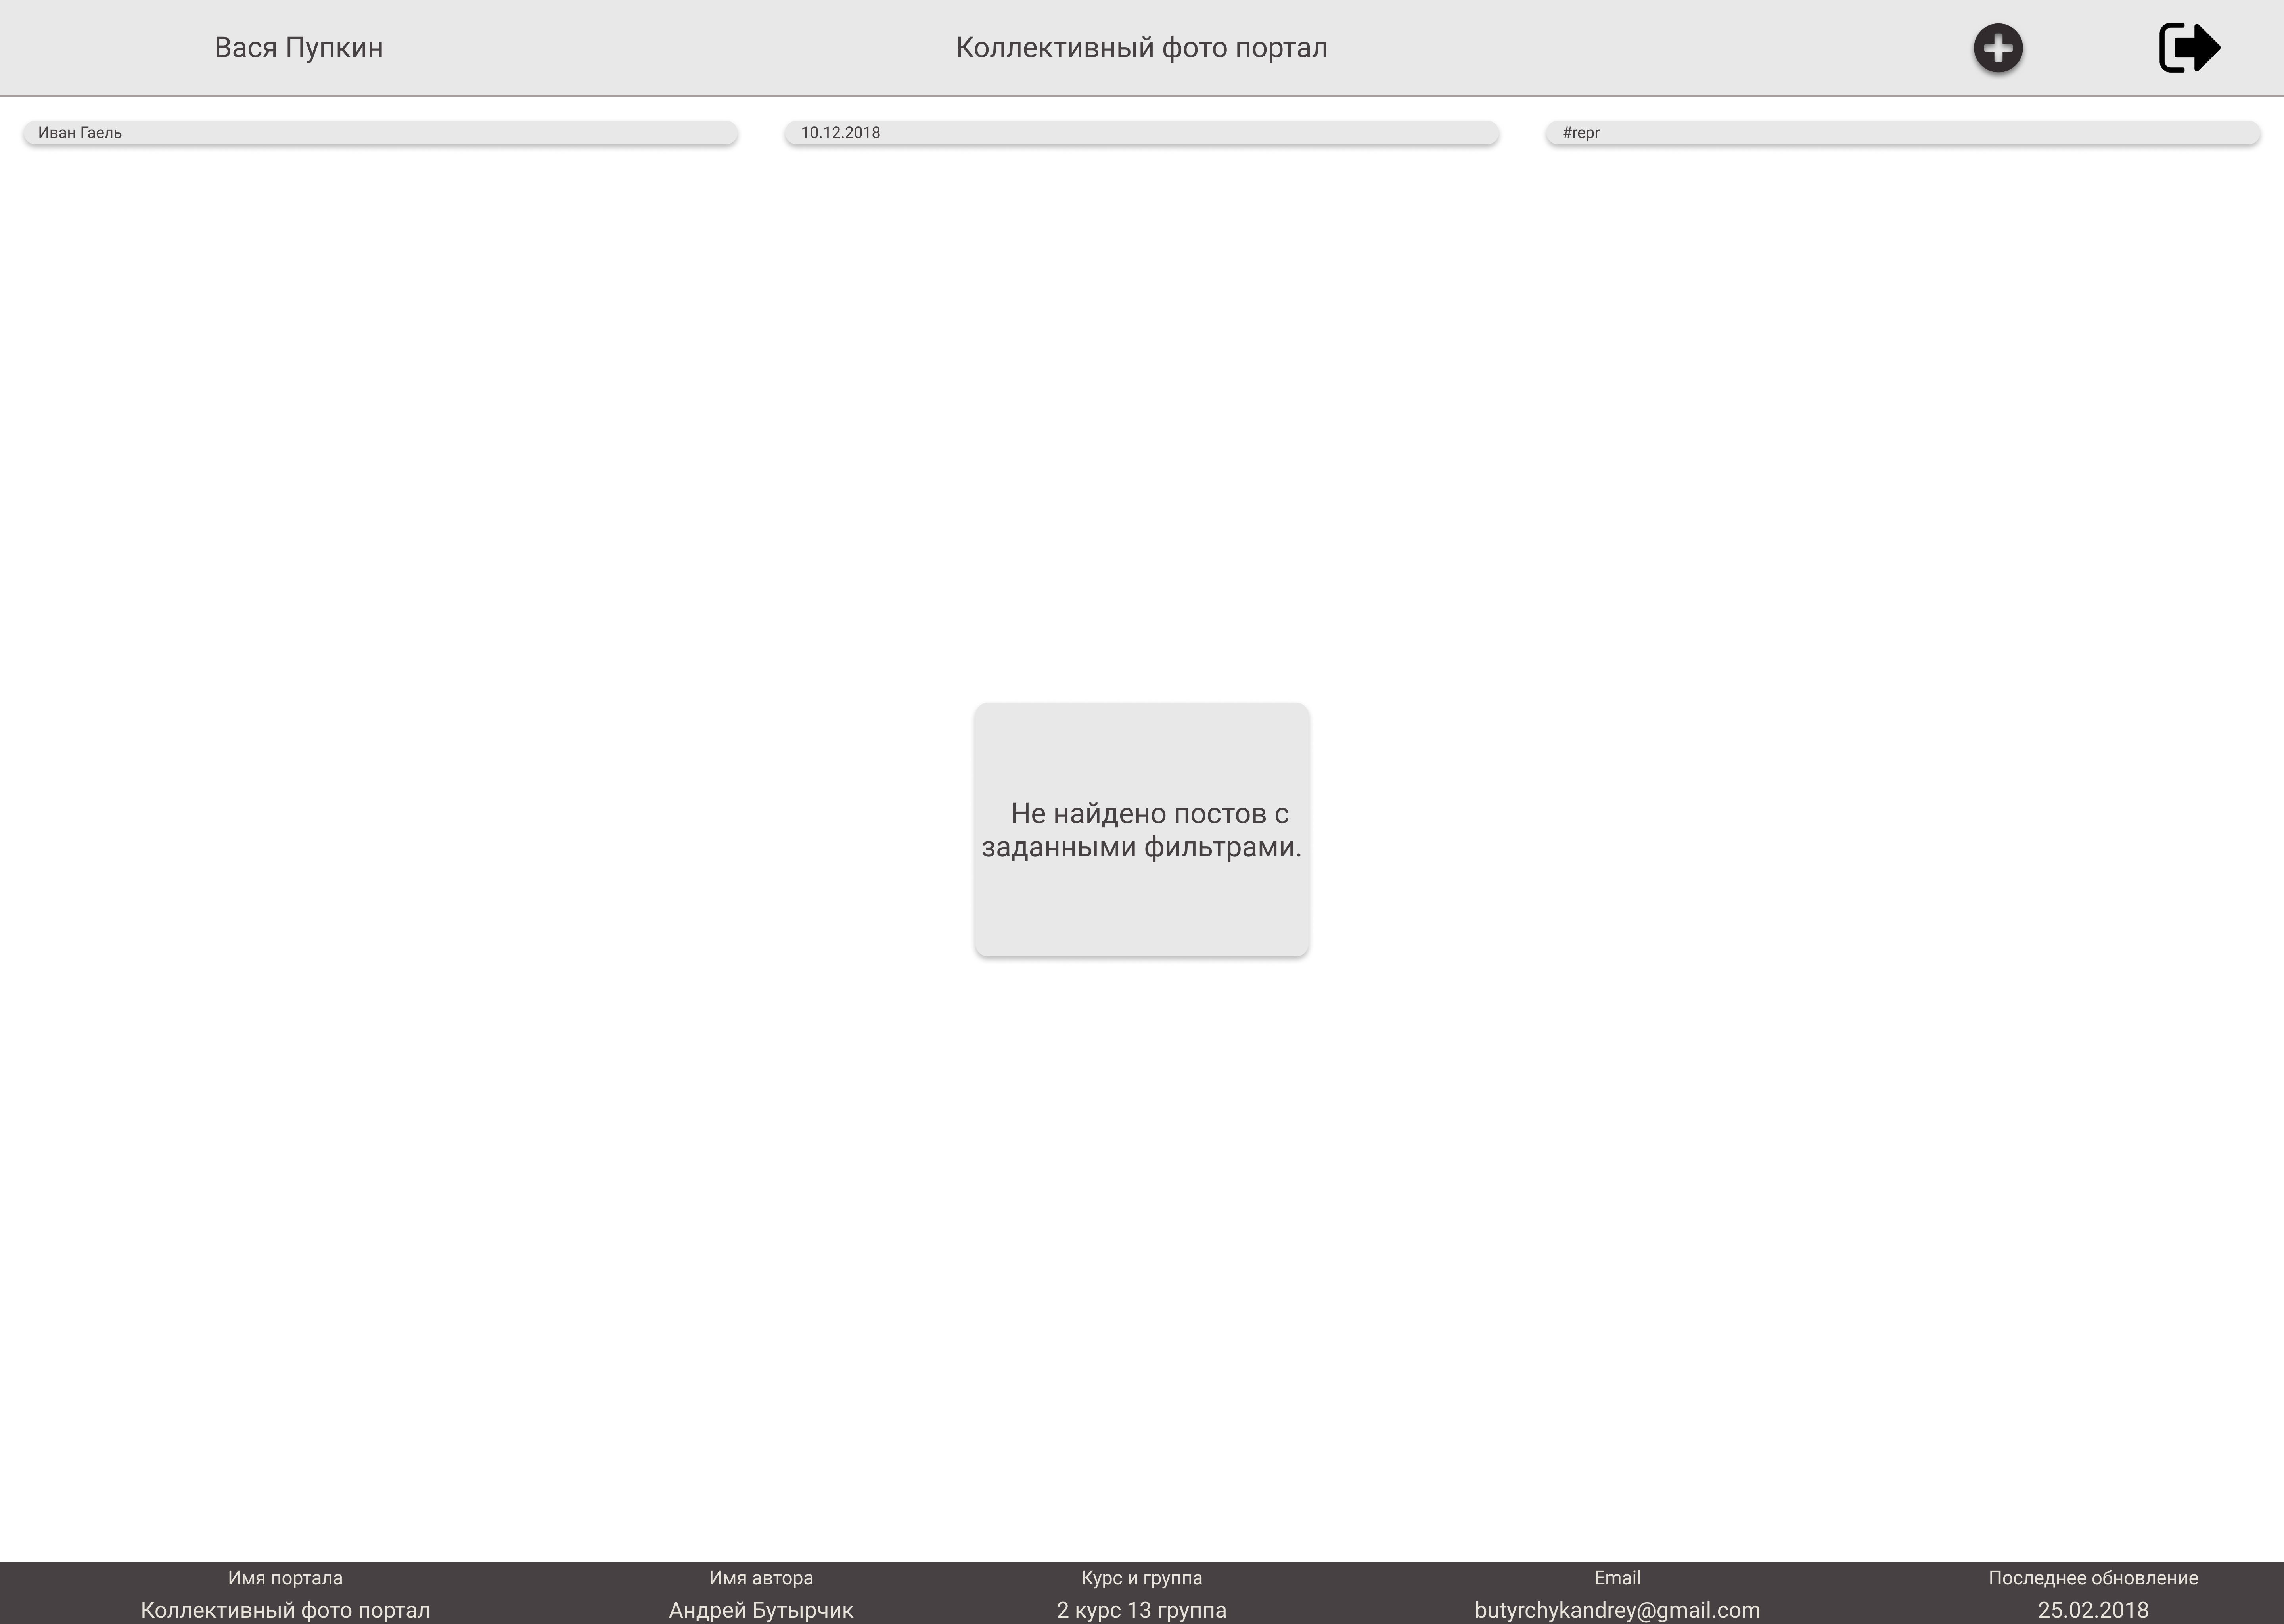 Вася Пупкин
Коллективный фото портал
Иван Гаель
10.12.2018
#repr
Не найдено постов с
заданными фильтрами.
Имя портала
Коллективный фото портал
Имя автора
Андрей Бутырчик
Курс и группа
2 курс 13 группа
Email
butyrchykandrey@gmail.com
Последнее обновление
25.02.2018